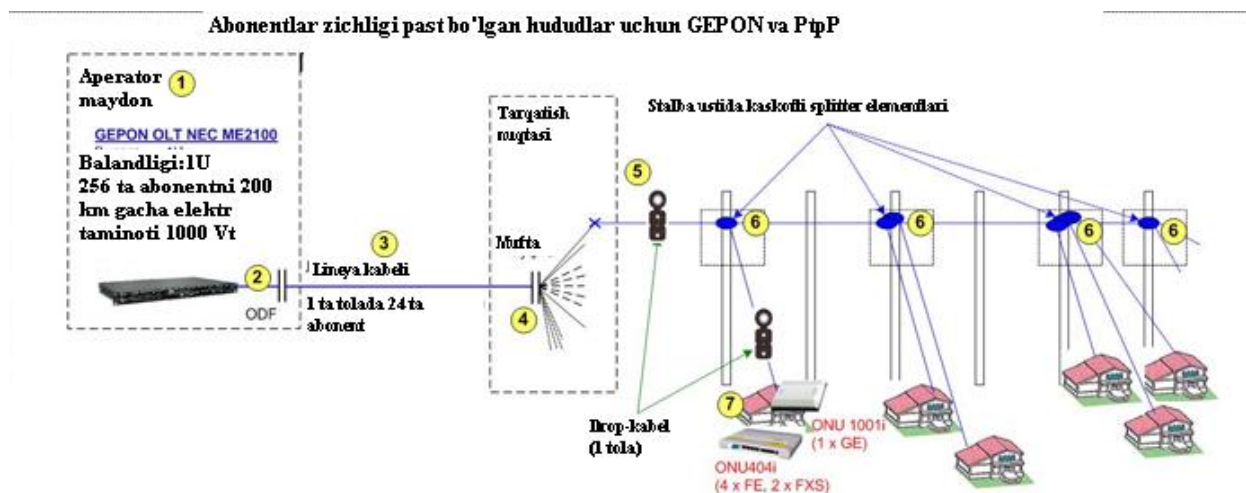 Abonentlar zichligi past bo'lgan hududlar uchun GEPON va PtpP
Aperator 1
maydon
GEPON OLT NEC ME2100
Balandligi:1U
256 ta abonentni 200
km gacha elektr
taminoti 1000 Vt
2
ODF
3
Lineya kabeli
1 ta tolada 24 ta
abonent
Tarqatish
nuqtasi
Mufta
4
5
Stalba ustida kaskotli splitter elementlari
6
6
6
6
Drop-kabel
(1 tola)
7
ONU 1001i
(1 x GE)
ONU404i
(4 x FE, 2 x FXS)